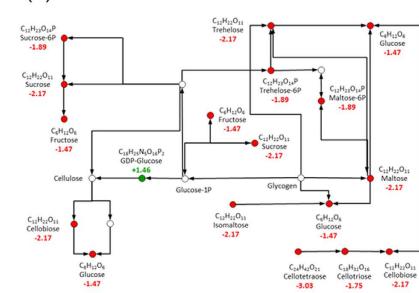 C₁₂H₂₃O₁₄P
Sucrose-6P
-1.89
C₁₂H₂₂O₁₁
Sucrose
-2.17
C₆H₁₂O₆
Fructose
-1.47
Cellulose
C₁₂H₂₂O₁₁
Cellobiose
-2.17
C₆H₁₂O₆
Glucose
-1.47
C₁₆H₂₅N₅O₁₆P₂
GDP-Glucose
+1.46
Glucose-1P
C₆H₁₂O₆
Fructose
-1.47
C₁₂H₂₂O₁₁
Sucrose
-2.17
C₁₂H₂₂O₁₁
Trehelose
-2.17
C₁₂H₂₃O₁₄P
Trehelose-6P
-1.89
C₁₂H₂₃O₁₄P
Maltose-6P
-1.89
C₆H₁₂O₆
Glucose
-1.47
Glycogen
C₁₂H₂₂O₁₁
Maltose
-2.17
C₁₂H₂₂O₁₁
Isomaltose
-2.17
C₆H₁₂O₆
Glucose
-1.47
C₂₄H₄₂O₂₁
Cellotetraose
-3.03
C₁₈H₃₂O₁₆
Cellotriose
-1.75
C₁₂H₂₂O₁₁
Cellobiose
-2.17